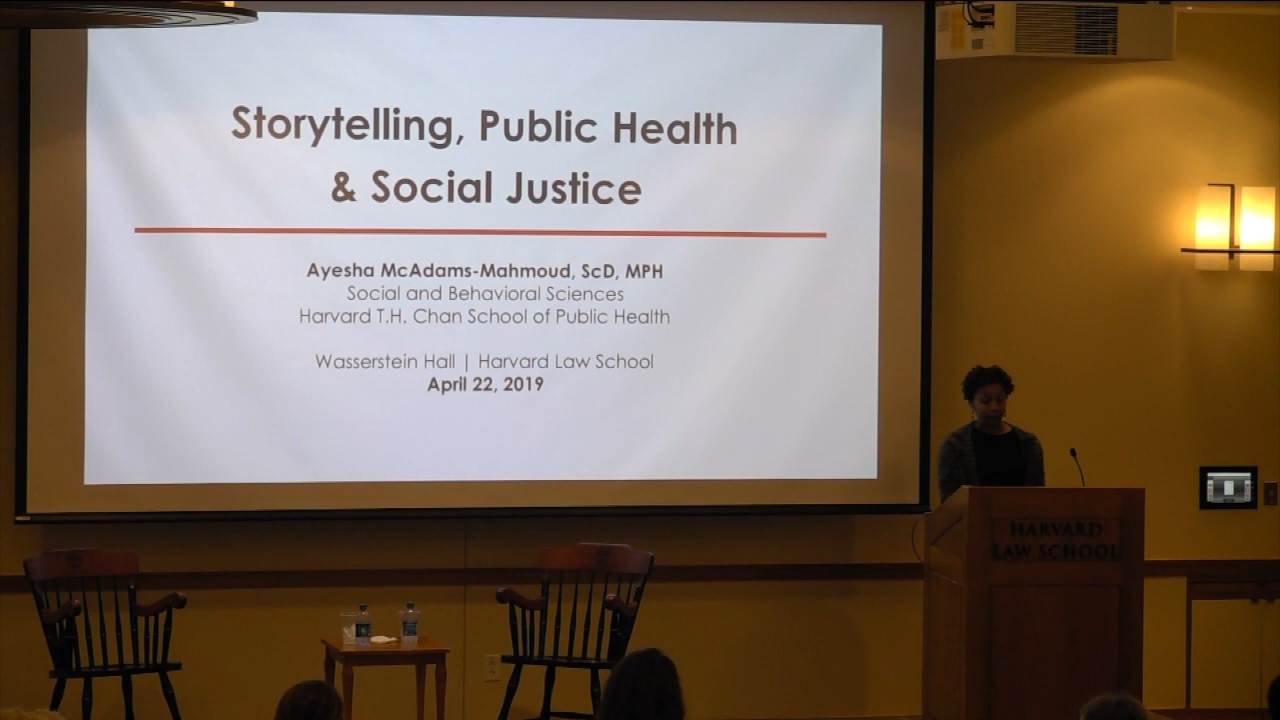 Storytelling, Public Health
& Social Justice
Ayesha McAdams-Mahmoud, ScD, MPH
Social and Behavioral Sciences
Harvard T.H. Chan School of Public Health
Wasserstein Hall | Harvard Law School
April 22, 2019
HARVARD
LAW SCHOOL